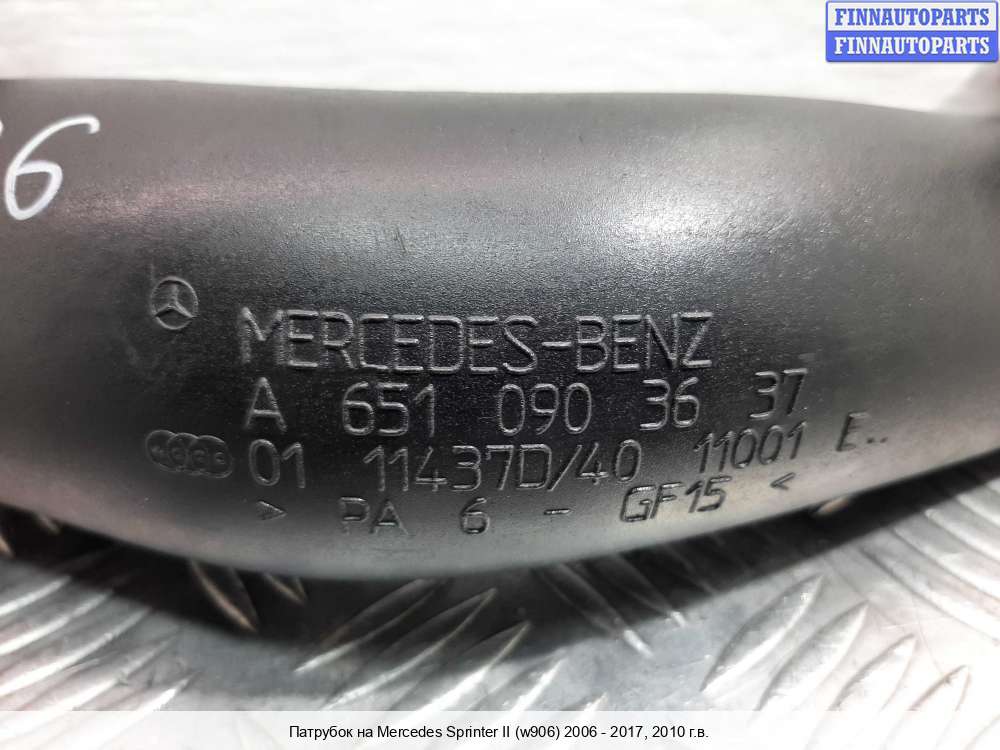 FINNAUTOPARTS
FINNAUTOPARTS
6
MERCEDES-BENZ
A 651 090 36 37
01 11437D/40 11001 E..
> PA 6 - GF15 <
Патрубок на Mercedes Sprinter II (w906) 2006 - 2017, 2010 г.в.